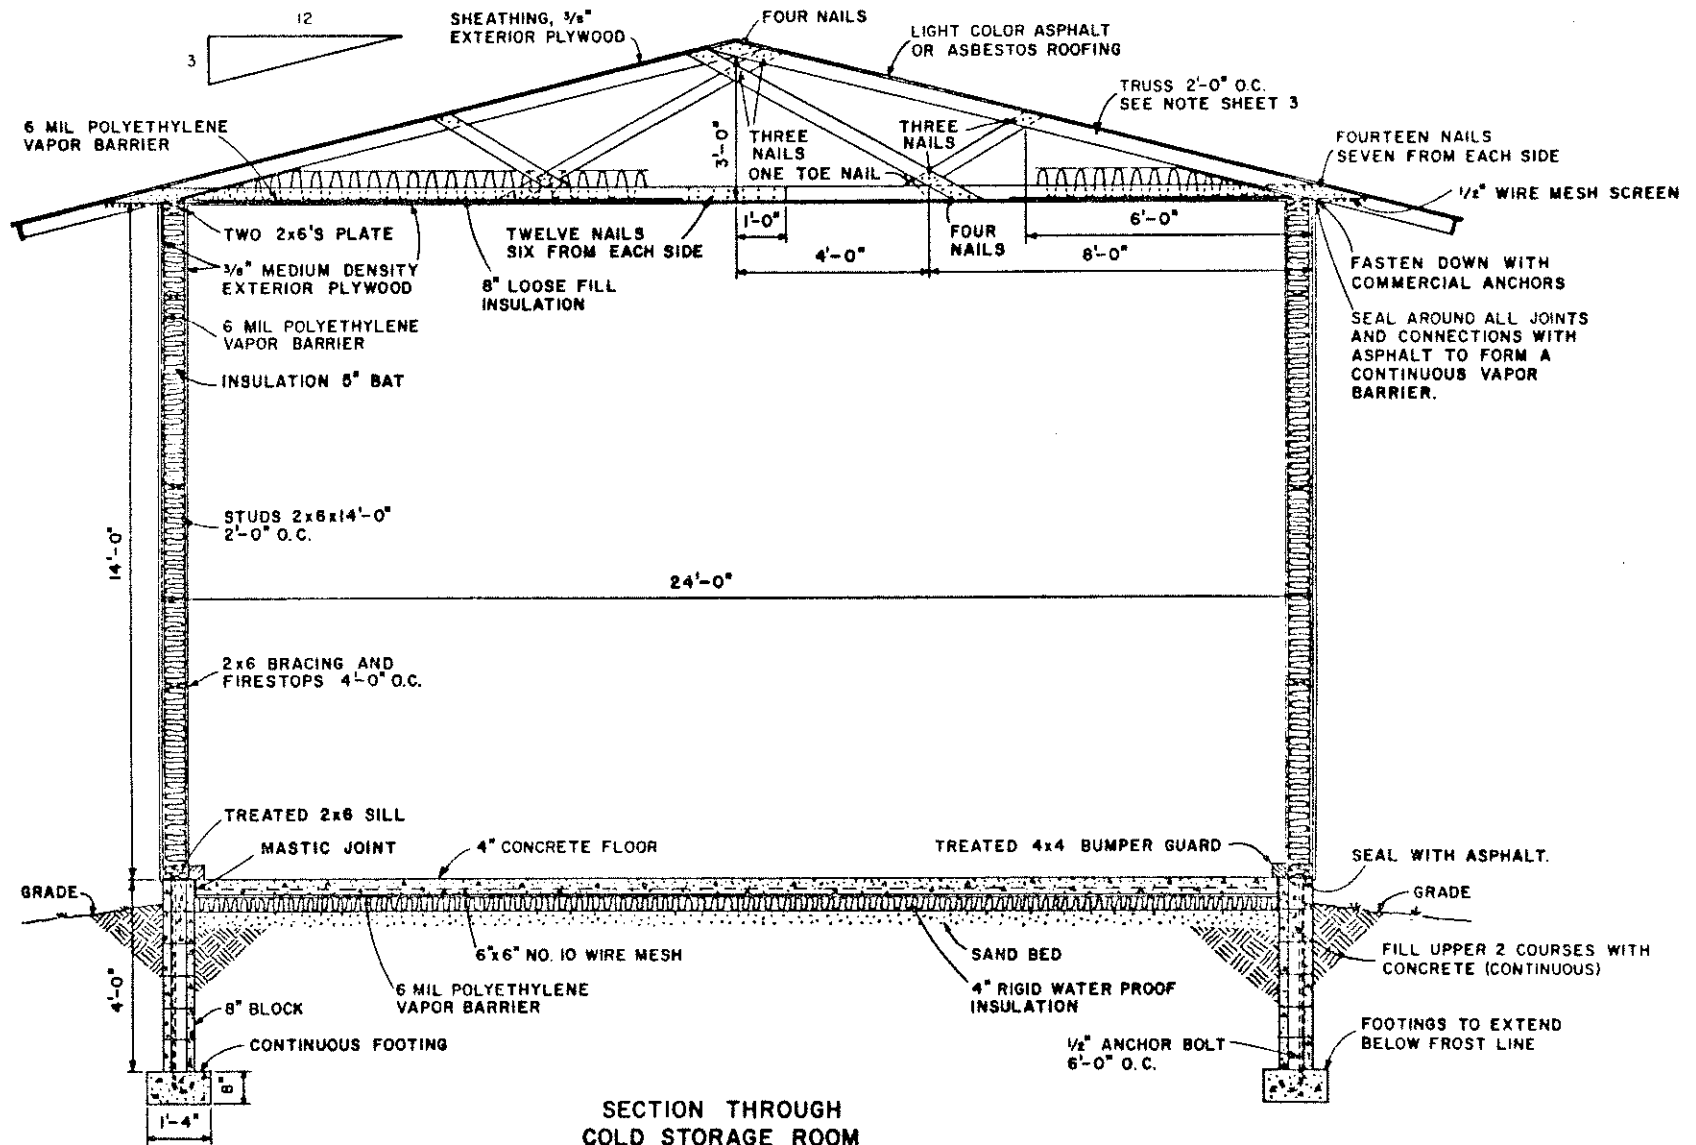 12
3
SHEATHING, 3/8"
EXTERIOR PLYWOOD
FOUR NAILS
LIGHT COLOR ASPHALT
OR ASBESTOS ROOFING
TRUSS 2'-0" O.C.
SEE NOTE SHEET 3
6 MIL POLYETHYLENE
VAPOR BARRIER
THREE
NAILS
THREE
NAILS
3'-0"
ONE TOE NAIL
FOURTEEN NAILS
SEVEN FROM EACH SIDE
1/2" WIRE MESH SCREEN
TWO 2x6'S PLATE
TWELVE NAILS
SIX FROM EACH SIDE
1'-0"
FOUR
NAILS
6'-0"
4'-0"
8'-0"
3/8" MEDIUM DENSITY
EXTERIOR PLYWOOD
8" LOOSE FILL
INSULATION
FASTEN DOWN WITH
COMMERCIAL ANCHORS
6 MIL POLYETHYLENE
VAPOR BARRIER
SEAL AROUND ALL JOINTS
AND CONNECTIONS WITH
ASPHALT TO FORM A
CONTINUOUS VAPOR
BARRIER.
INSULATION 5" BAT
STUDS 2x6x14'-0"
2'-0" O.C.
14'-0"
24'-0"
2x6 BRACING AND
FIRESTOPS 4'-0" O.C.
TREATED 2x6 SILL
MASTIC JOINT
4" CONCRETE FLOOR
TREATED 4x4 BUMPER GUARD
SEAL WITH ASPHALT.
GRADE
GRADE
6"x6" NO. 10 WIRE MESH
SAND BED
FILL UPPER 2 COURSES WITH
CONCRETE (CONTINUOUS)
4'-0"
6 MIL POLYETHYLENE
VAPOR BARRIER
4" RIGID WATER PROOF
INSULATION
8" BLOCK
CONTINUOUS FOOTING
1/2" ANCHOR BOLT
6'-0" O.C.
FOOTINGS TO EXTEND
BELOW FROST LINE
8"
1'-4"
SECTION THROUGH
COLD STORAGE ROOM